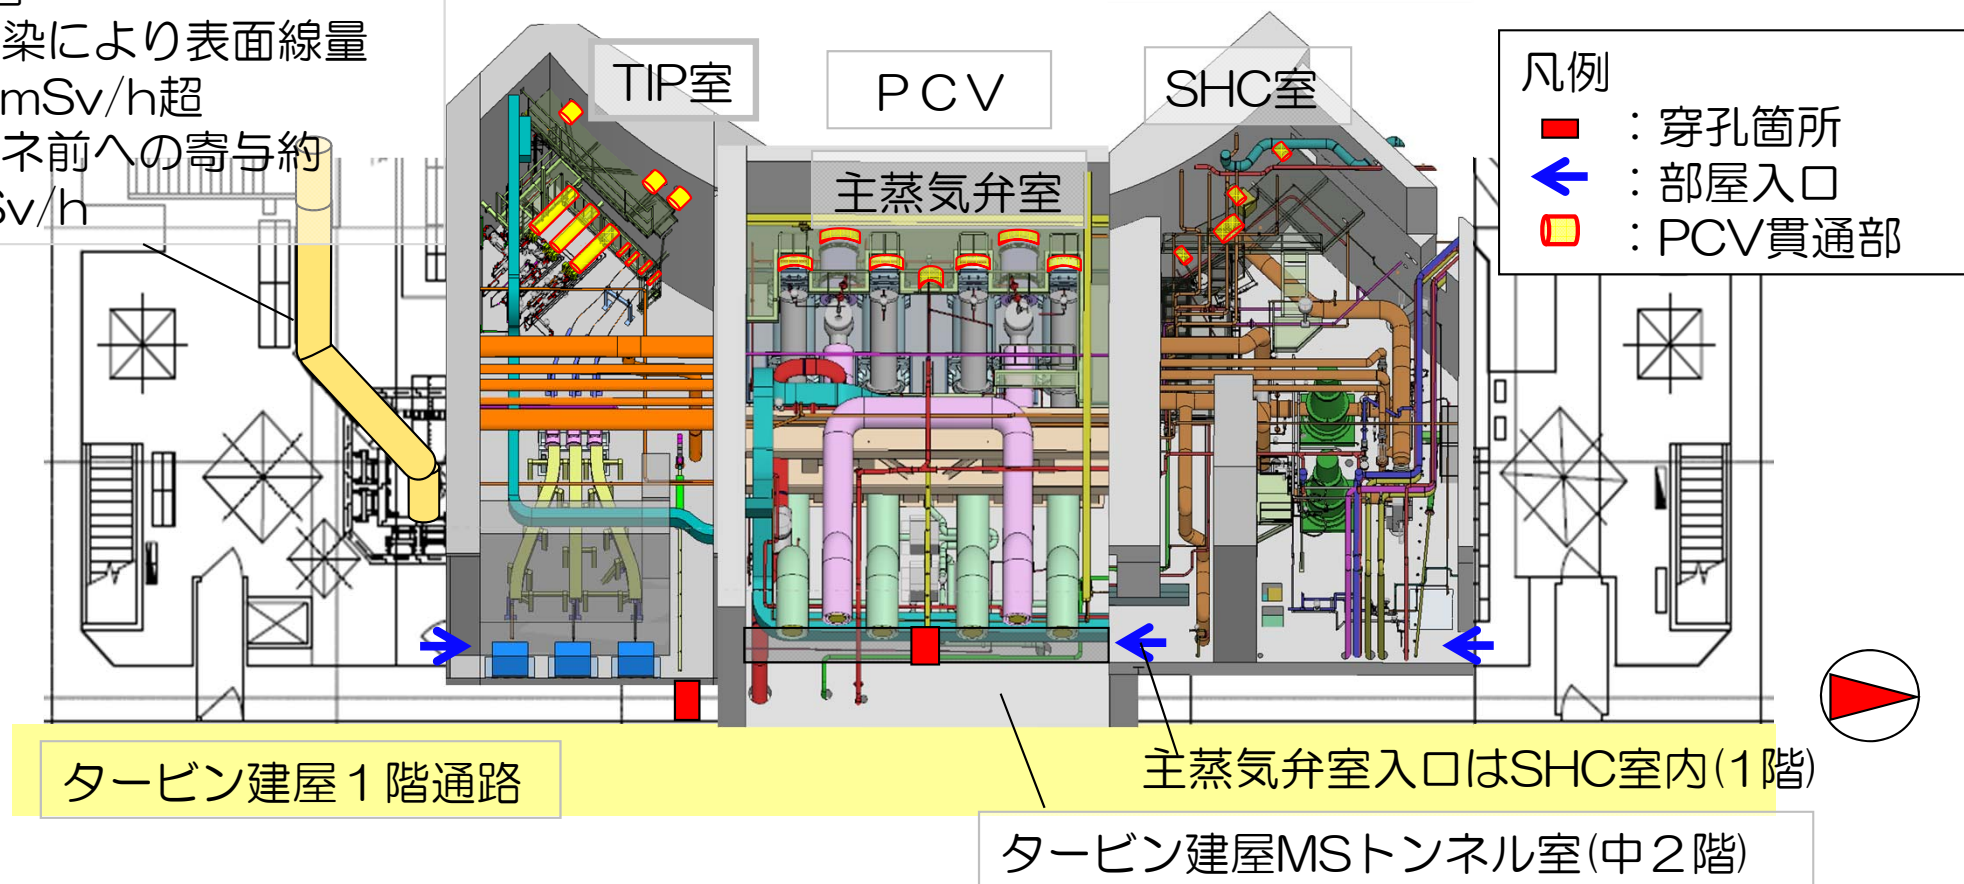 染により表面線量
mSv/h超
ネ前への寄与約
Sv/h
TIP室
PCV
SHC室
主蒸気弁室
凡例
：穿孔箇所
：部屋入口
：PCV貫通部
タービン建屋１階通路
主蒸気弁室入口はSHC室内(1階)
タービン建屋MSトンネル室(中２階)